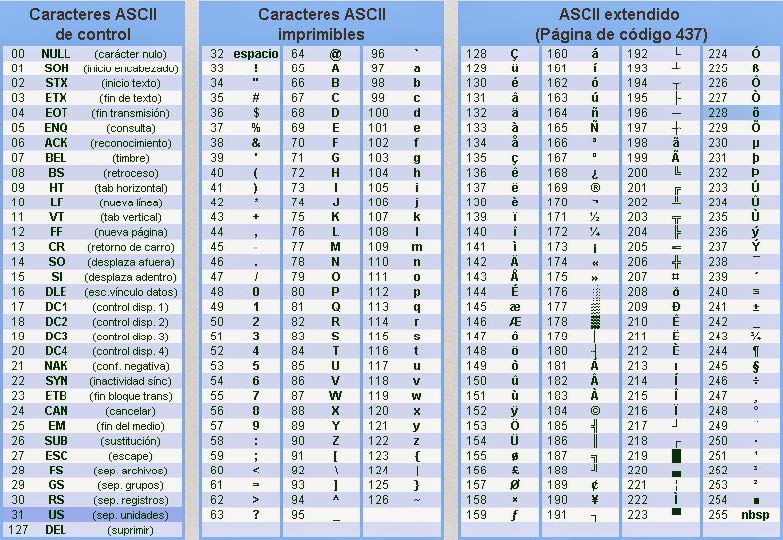 Caracteres ASCII
de control
00 NULL (carácter nulo)
01 SOH (inicio encabezado)
02 STX (inicio texto)
03 ETX (fin de texto)
04 EOT (fin transmisión)
05 ENQ (consulta)
06 ACK (reconocimiento)
07 BEL (timbre)
08 BS (retroceso)
09 HT (tab horizontal)
10 LF (nueva línea)
11 VT (tab vertical)
12 FF (nueva página)
13 CR (retorno de carro)
14 SO (desplaza afuera)
15 SI (desplaza adentro)
16 DLE (esc.vínculo datos)
17 DC1 (control disp. 1)
18 DC2 (control disp. 2)
19 DC3 (control disp. 3)
20 DC4 (control disp. 4)
21 NAK (conf. negativa)
22 SYN (inactividad sínc)
23 ETB (fin bloque trans)
24 CAN (cancelar)
25 EM (fin del medio)
26 SUB (sustitución)
27 ESC (escape)
28 FS (sep. archivos)
29 GS (sep. grupos)
30 RS (sep. registros)
31 US (sep. unidades)
127 DEL (suprimir)
Caracteres ASCII
imprimibles
32 espacio 64 @ 96 `
33 ! 65 A 97 a
34 " 66 B 98 b
35 # 67 C 99 c
36 $ 68 D 100 d
37 % 69 E 101 e
38 & 70 F 102 f
39 ' 71 G 103 g
40 ( 72 H 104 h
41 ) 73 I 105 i
42 * 74 J 106 j
43 + 75 K 107 k
44 , 76 L 108 l
45 - 77 M 109 m
46 . 78 N 110 n
47 / 79 O 111 o
48 0 80 P 112 p
49 1 81 Q 113 q
50 2 82 R 114 r
51 3 83 S 115 s
52 4 84 T 116 t
53 5 85 U 117 u
54 6 86 V 118 v
55 7 87 W 119 w
56 8 88 X 120 x
57 9 89 Y 121 y
58 : 90 Z 122 z
59 ; 91 [ 123 {
60 < 92 \ 124 |
61 = 93 ] 125 }
62 > 94 ^ 126 ~
63 ? 95 _
ASCII extendido
(Página de código 437)
128 Ç 160 á 192 └ 224 Ó
129 ü 161 í 193 ┴ 225 ß
130 é 162 ó 194 ┬ 226 Ô
131 â 163 ú 195 ├ 227 Ò
132 ä 164 ñ 196 ─ 228 õ
133 à 165 Ñ 197 ┼ 229 Õ
134 å 166 ª 198 ã 230 µ
135 ç 167 º 199 Ã 231 þ
136 ê 168 ¿ 200 ╚ 232 Þ
137 ë 169 ® 201 ╔ 233 Ú
138 è 170 ¬ 202 ╩ 234 Û
139 ï 171 ½ 203 ╦ 235 Ù
140 î 172 ¼ 204 ╠ 236 ý
141 ì 173 ¡ 205 ═ 237 Ý
142 Ä 174 « 206 ╬ 238 ¯
143 Å 175 » 207 ¤ 239 ´
144 É 176 ░ 208 ð 240 ≡
145 æ 177 ▒ 209 Ð 241 ±
146 Æ 178 ▓ 210 Ê 242 ‗
147 ô 179 │ 211 Ë 243 ¾
148 ö 180 ┤ 212 È 244 ¶
149 ò 181 Á 213 ı 245 §
150 û 182 Â 214 Í 246 ÷
151 ù 183 À 215 Î 247 ¸
152 ÿ 184 © 216 Ï 248 °
153 Ö 185 ╣ 217 ┘ 249 ¨
154 Ü 186 ║ 218 ┌ 250 ·
155 ø 187 ╗ 219 █ 251 ¹
156 £ 188 ╝ 220 ▄ 252 ³
157 Ø 189 ¢ 221 ¦ 253 ²
158 × 190 ¥ 222 Ì 254 ■
159 ƒ 191 ┐ 223 ▀ 255 nbsp